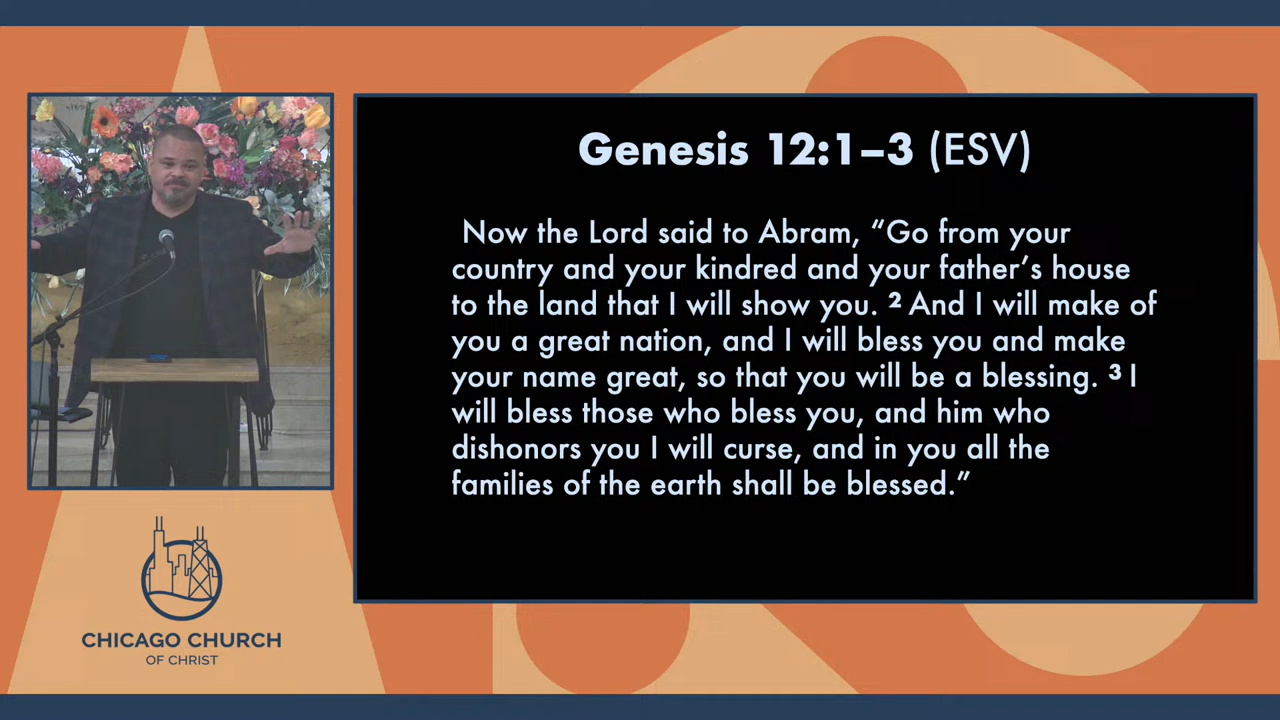 Genesis 12:1–3 (ESV)
Now the Lord said to Abram, “Go from your
country and your kindred and your father’s house
to the land that I will show you. 2 And I will make of
you a great nation, and I will bless you and make
your name great, so that you will be a blessing. 3 I
will bless those who bless you, and him who
dishonors you I will curse, and in you all the
families of the earth shall be blessed.”
CHICAGO CHURCH
OF CHRIST